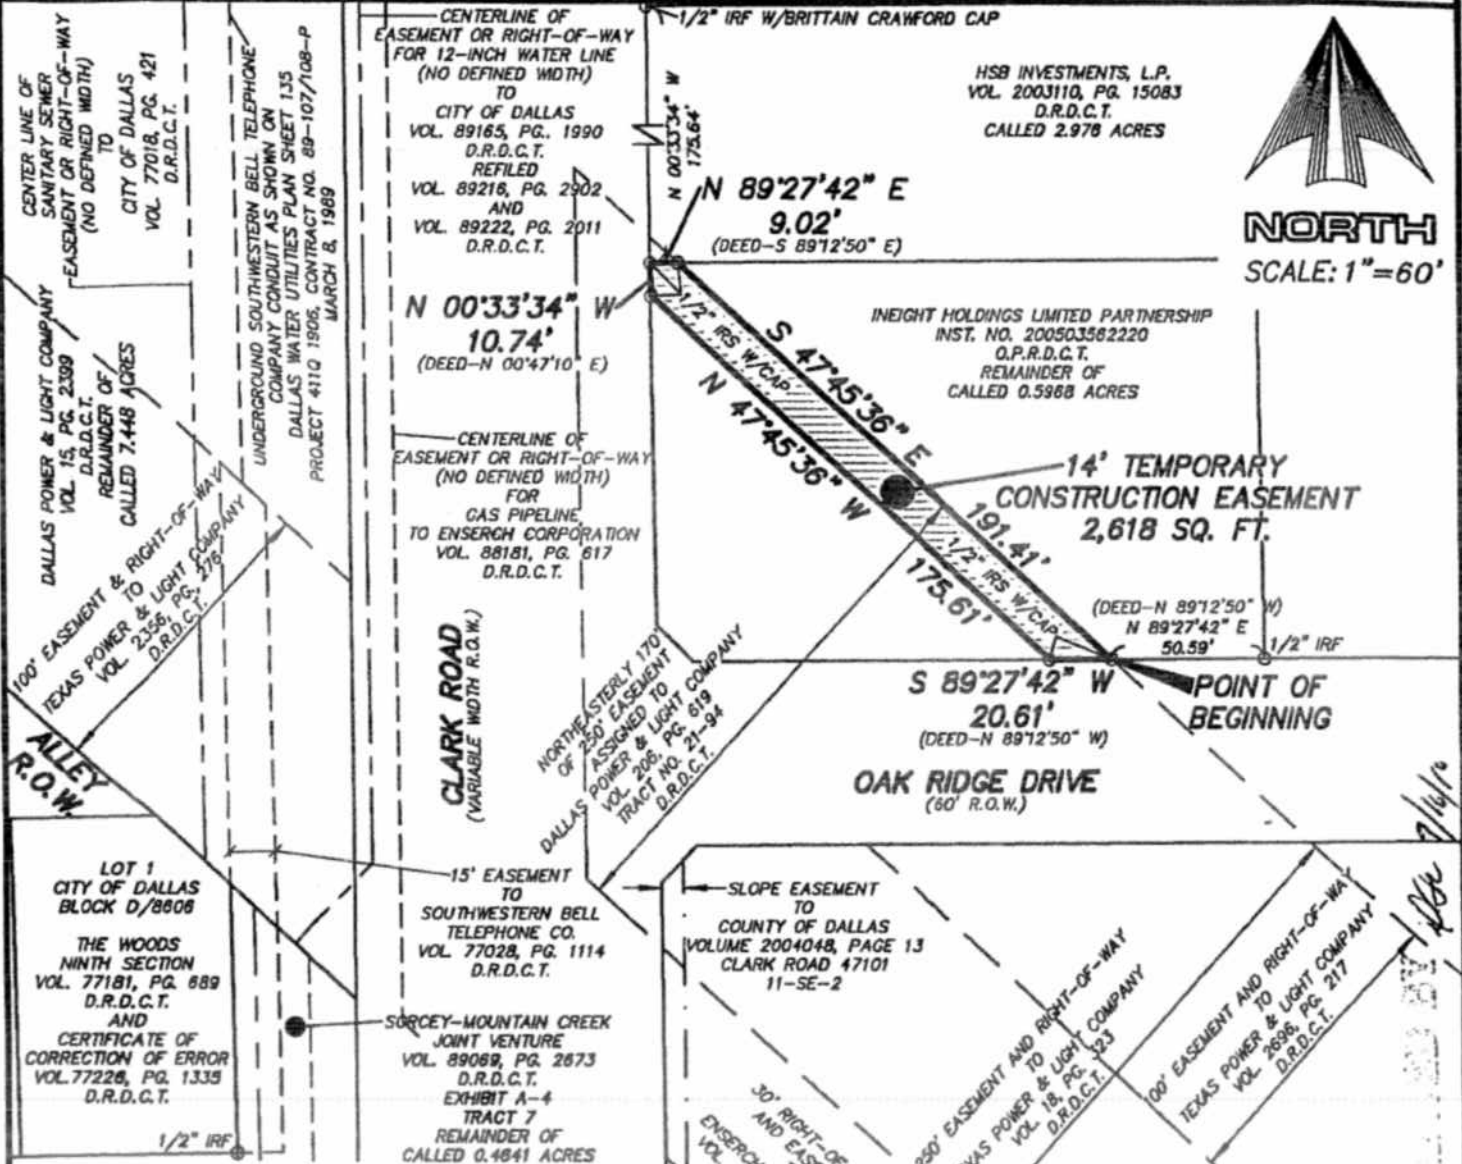 CENTER LINE OF
SANITARY SEWER
EASEMENT OR RIGHT-OF-WAY
(NO DEFINED WIDTH)
TO
CITY OF DALLAS
VOL. 77018, PG. 421
D.R.D.C.T.
UNDERGROUND SOUTHWESTERN BELL TELEPHONE
COMPANY CONDUIT AS SHOWN ON
DALLAS WATER UTILITIES PLAN SHEET 135
PROJECT 411Q 1906, CONTRACT NO. 89-107/108-P
MARCH 8, 1989
CENTERLINE OF
EASEMENT OR RIGHT-OF-WAY
FOR 12-INCH WATER LINE
(NO DEFINED WIDTH)
TO
CITY OF DALLAS
VOL. 89165, PG. 1990
D.R.D.C.T.
REFILED
VOL. 89216, PG. 2902
AND
VOL. 89222, PG. 2011
D.R.D.C.T.
1/2" IRF W/BRITTAIN CRAWFORD CAP
N 00°33'34" W
175.64'
HSB INVESTMENTS, L.P.
VOL. 2003110, PG. 15083
D.R.D.C.T.
CALLED 2.976 ACRES
NORTH
SCALE: 1"=60'
N 89°27'42" E
9.02'
(DEED-S 89°12'50" E)
N 00°33'34" W
10.74'
(DEED-N 00°47'10" E)
INEIGHT HOLDINGS LIMITED PARTNERSHIP
INST. NO. 200503562220
O.P.R.D.C.T.
REMAINDER OF
CALLED 0.5968 ACRES
1/2" IRS W/CAP
S 47°45'36" E
191.41'
N 47°45'36" W
175.61'
1/2" IRS W/CAP
14' TEMPORARY
CONSTRUCTION EASEMENT
2,618 SQ. FT.
DALLAS POWER & LIGHT COMPANY
VOL. 15, PG. 2399
D.R.D.C.T.
REMAINDER OF
CALLED 7.448 ACRES
CENTERLINE OF
EASEMENT OR RIGHT-OF-WAY
(NO DEFINED WIDTH)
FOR
GAS PIPELINE
TO ENSERCH CORPORATION
VOL. 88181, PG. 617
D.R.D.C.T.
100' EASEMENT & RIGHT-OF-WAY
TO
TEXAS POWER & LIGHT COMPANY
VOL. 2356, PG. 276
D.R.D.C.T.
(DEED-N 89°12'50" W)
N 89°27'42" E
50.59'
1/2" IRF
S 89°27'42" W
20.61'
(DEED-N 89°12'50" W)
POINT OF
BEGINNING
CLARK ROAD
(VARIABLE WIDTH R.O.W.)
NORTHEASTERLY 170'
OF 250' EASEMENT
ASSIGNED TO
DALLAS POWER & LIGHT COMPANY
VOL. 206, PG. 619
TRACT NO. 21-94
D.R.D.C.T.
ALLEY
R.O.W.
OAK RIDGE DRIVE
(60' R.O.W.)
LOT 1
CITY OF DALLAS
BLOCK D/8606
THE WOODS
NINTH SECTION
VOL. 77181, PG. 689
D.R.D.C.T.
AND
CERTIFICATE OF
CORRECTION OF ERROR
VOL.77226, PG. 1335
D.R.D.C.T.
1/2" IRF
15' EASEMENT
TO
SOUTHWESTERN BELL
TELEPHONE CO.
VOL. 77028, PG. 1114
D.R.D.C.T.
SLOPE EASEMENT
TO
COUNTY OF DALLAS
VOLUME 2004048, PAGE 13
CLARK ROAD 47101
11-SE-2
SORCEY-MOUNTAIN CREEK
JOINT VENTURE
VOL. 89069, PG. 2673
D.R.D.C.T.
EXHIBIT A-4
TRACT 7
REMAINDER OF
CALLED 0.4641 ACRES
30' RIGHT-OF-
AND
250' EASEMENT AND RIGHT-OF-WAY
TO
TEXAS POWER & LIGHT COMPANY
VOL. 18, PG. 323
D.R.D.C.T.
100' EASEMENT AND RIGHT-OF-WAY
TO
TEXAS POWER & LIGHT COMPANY
VOL. 2696, PG. 217
D.R.D.C.T.
BY